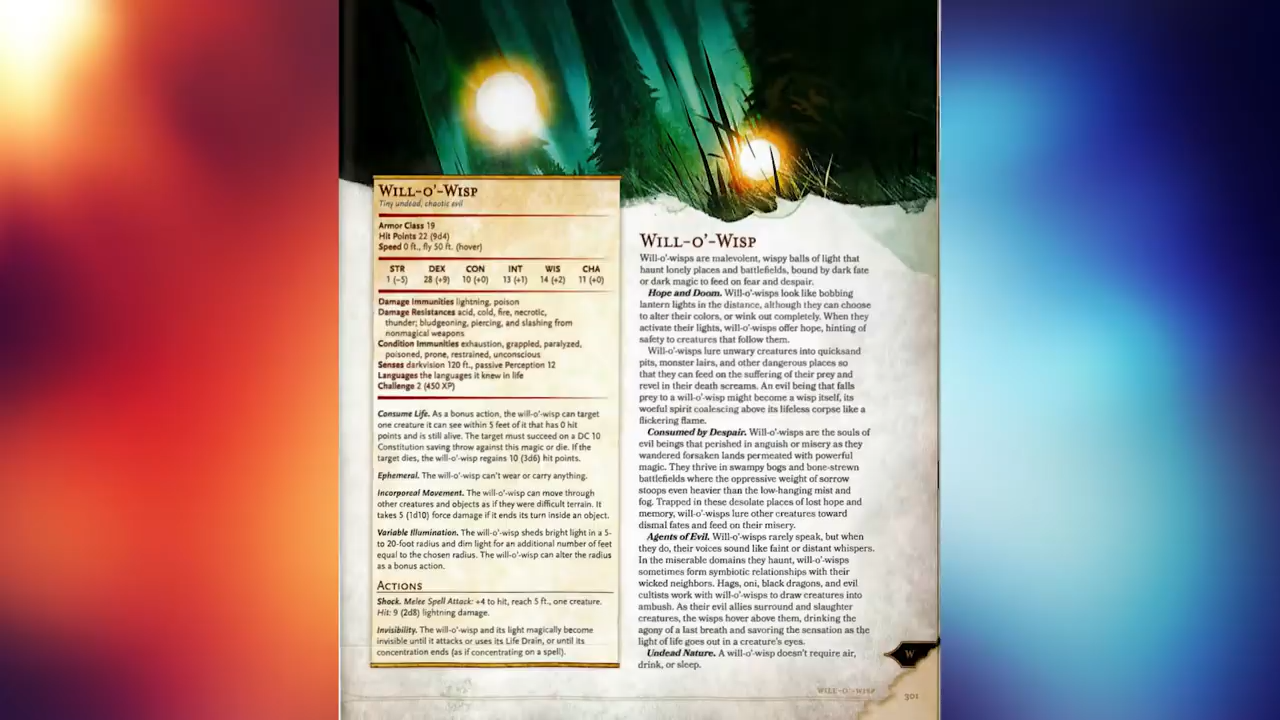 WILL-O'-WISP
Tiny undead, chaotic evil
Armor Class 19
Hit Points 22 (9d4)
Speed 0 ft., fly 50 ft. (hover)
STR DEX CON INT WIS CHA
1 (−5) 28 (+9) 10 (+0) 13 (+1) 14 (+2) 11 (+0)
Damage Immunities lightning, poison
Damage Resistances acid, cold, fire, necrotic,
thunder; bludgeoning, piercing, and slashing from
nonmagical weapons
Condition Immunities exhaustion, grappled, paralyzed,
poisoned, prone, restrained, unconscious
Senses darkvision 120 ft., passive Perception 12
Languages the languages it knew in life
Challenge 2 (450 XP)
Consume Life. As a bonus action, the will-o'-wisp can target
one creature it can see within 5 feet of it that has 0 hit
points and is still alive. The target must succeed on a DC 10
Constitution saving throw against this magic or die. If the
target dies, the will-o'-wisp regains 10 (3d6) hit points.
Ephemeral. The will-o'-wisp can't wear or carry anything.
Incorporeal Movement. The will-o'-wisp can move through
other creatures and objects as if they were difficult terrain. It
takes 5 (1d10) force damage if it ends its turn inside an object.
Variable Illumination. The will-o'-wisp sheds bright light in a 5-
to 20-foot radius and dim light for an additional number of feet
equal to the chosen radius. The will-o'-wisp can alter the radius
as a bonus action.
ACTIONS
Shock. Melee Spell Attack: +4 to hit, reach 5 ft., one creature.
Hit: 9 (2d8) lightning damage.
Invisibility. The will-o'-wisp and its light magically become
invisible until it attacks or uses its Life Drain, or until its
concentration ends (as if concentrating on a spell).
WILL-O'-WISP
Will-o'-wisps are malevolent, wispy balls of light that
haunt lonely places and battlefields, bound by dark fate
or dark magic to feed on fear and despair.
Hope and Doom. Will-o'-wisps look like bobbing
lantern lights in the distance, although they can choose
to alter their colors, or wink out completely. When they
activate their lights, will-o'-wisps offer hope, hinting of
safety to creatures that follow them.
Will-o'-wisps lure unwary creatures into quicksand
pits, monster lairs, and other dangerous places so
that they can feed on the suffering of their prey and
revel in their death screams. An evil being that falls
prey to a will-o'-wisp might become a wisp itself, its
woeful spirit coalescing above its lifeless corpse like a
flickering flame.
Consumed by Despair. Will-o'-wisps are the souls of
evil beings that perished in anguish or misery as they
wandered forsaken lands permeated with powerful
magic. They thrive in swampy bogs and bone-strewn
battlefields where the oppressive weight of sorrow
stoops even heavier than the low-hanging mist and
fog. Trapped in these desolate places of lost hope and
memory, will-o'-wisps lure other creatures toward
dismal fates and feed on their misery.
Agents of Evil. Will-o'-wisps rarely speak, but when
they do, their voices sound like faint or distant whispers.
In the miserable domains they haunt, will-o'-wisps
sometimes form symbiotic relationships with their
wicked neighbors. Hags, oni, black dragons, and evil
cultists work with will-o'-wisps to draw creatures into
ambush. As their evil allies surround and slaughter
creatures, the wisps hover above them, drinking the
agony of a last breath and savoring the sensation as the
light of life goes out in a creature's eyes.
Undead Nature. A will-o'-wisp doesn't require air,
drink, or sleep.
W
WILL-O'-WISP
301